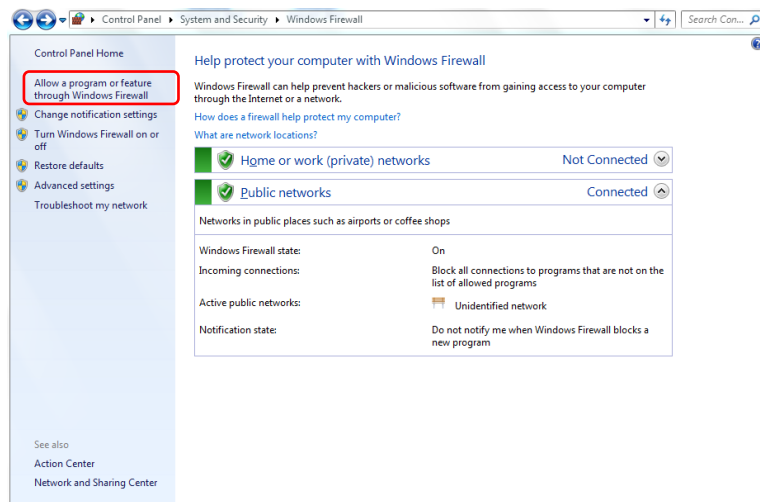 Control Panel
System and Security
Windows Firewall
Search Con...
Control Panel Home
Allow a program or feature
through Windows Firewall
Change notification settings
Turn Windows Firewall on or
off
Restore defaults
Advanced settings
Troubleshoot my network
Help protect your computer with Windows Firewall
Windows Firewall can help prevent hackers or malicious software from gaining access to your computer
through the Internet or a network.
How does a firewall help protect my computer?
What are network locations?
Home or work (private) networks
Not Connected
Public networks
Connected
Networks in public places such as airports or coffee shops
Windows Firewall state:
On
Incoming connections:
Block all connections to programs that are not on the
list of allowed programs
Active public networks:
Unidentified network
Notification state:
Do not notify me when Windows Firewall blocks a
new program
See also
Action Center
Network and Sharing Center